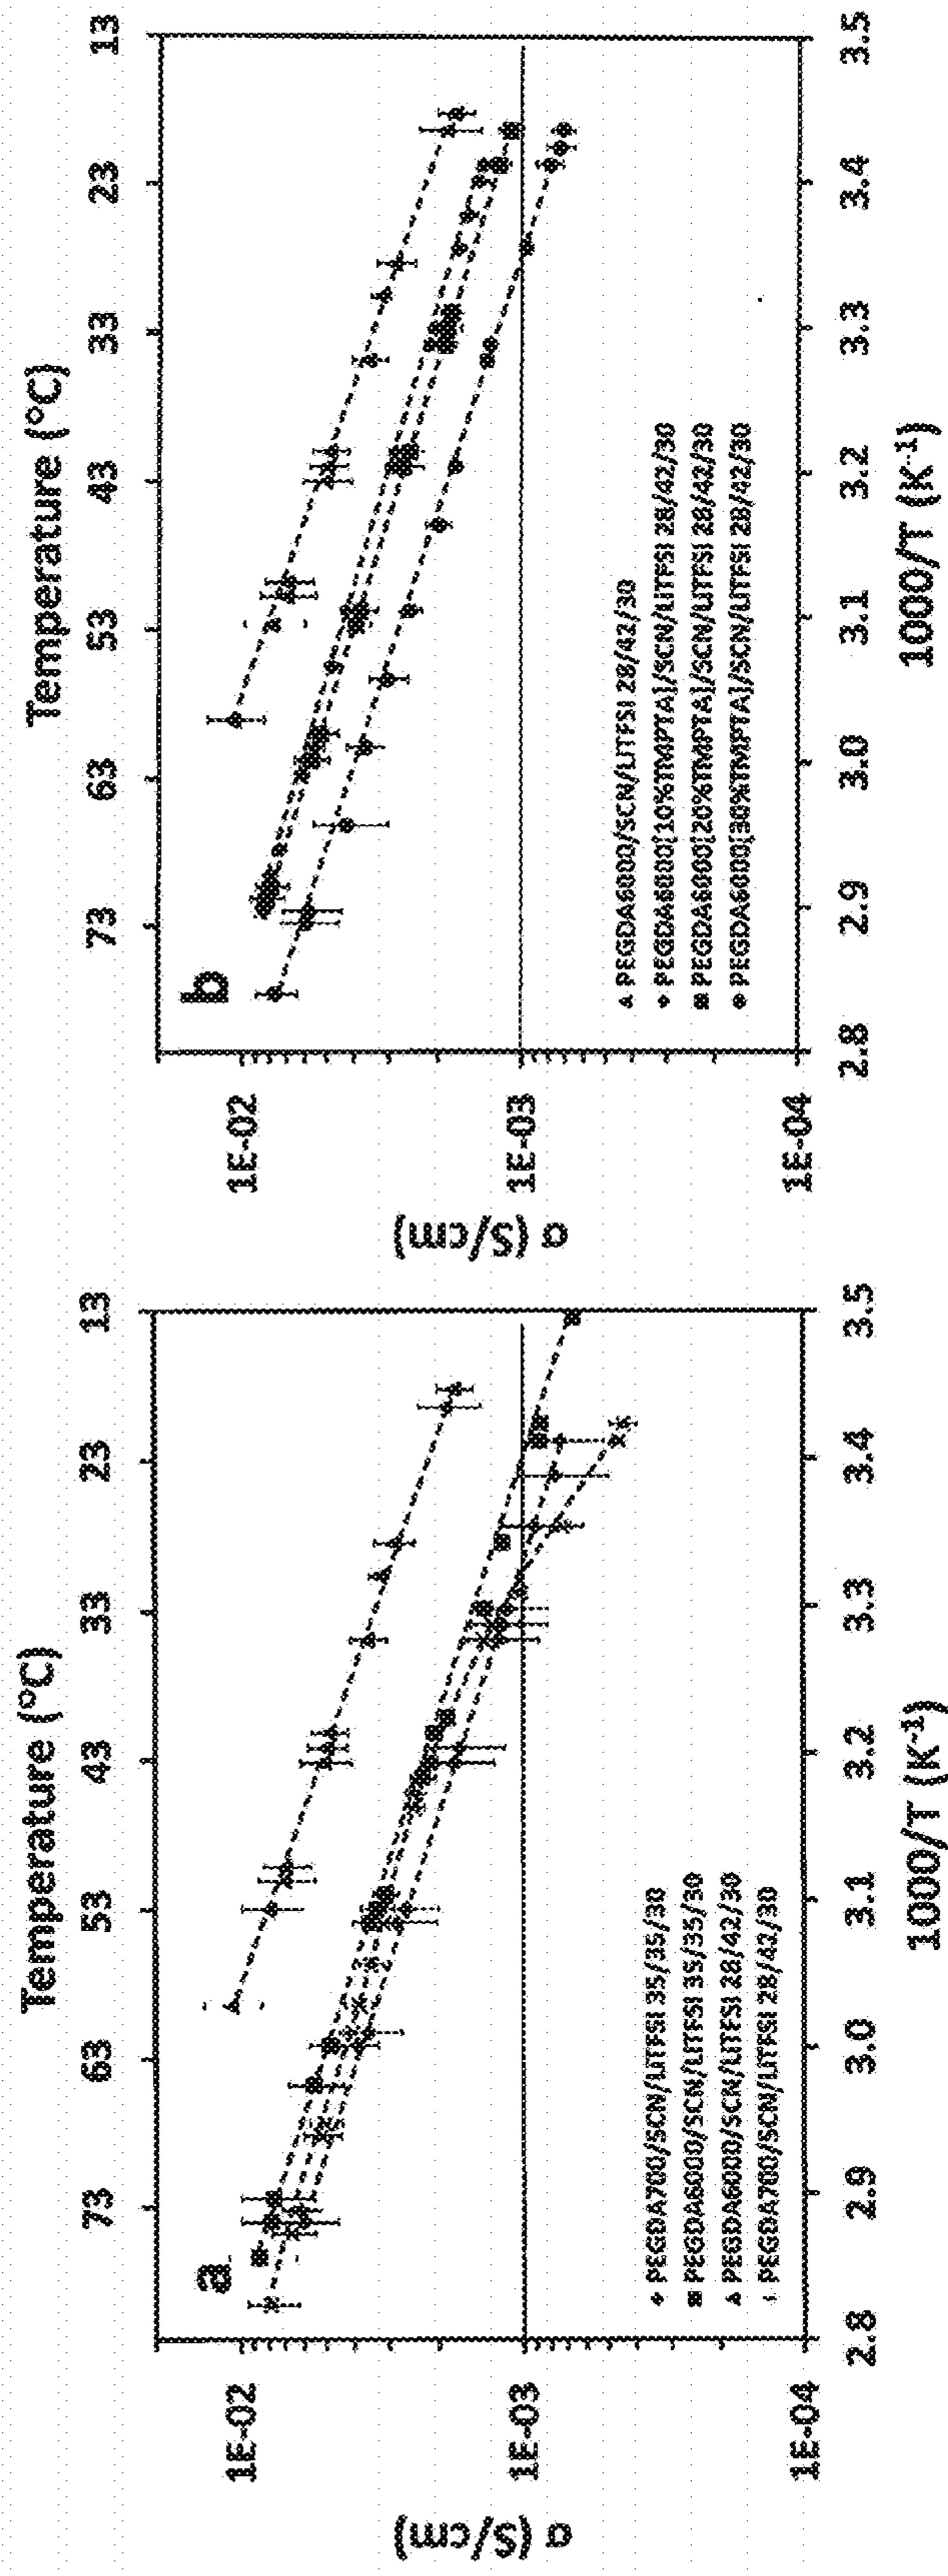 a
Temperature (°C)
73 63 53 43 33 23 13
1E-02
1E-03
1E-04
σ (S/cm)
PEGDA700/SCN/LiTFSI 35/35/30
PEGDA6000/SCN/LiTFSI 35/35/30
PEGDA6000/SCN/LiTFSI 28/42/30
PEGDA700/SCN/LiTFSI 28/42/30
2.8 2.9 3.0 3.1 3.2 3.3 3.4 3.5
1000/T (K-1)
b
Temperature (°C)
73 63 53 43 33 23 13
1E-02
1E-03
1E-04
σ (S/cm)
PEGDA6000/SCN/LiTFSI 28/42/30
PEGDA6000[10%TMPTA]/SCN/LiTFSI 28/42/30
PEGDA6000[20%TMPTA]/SCN/LiTFSI 28/42/30
PEGDA6000[30%TMPTA]/SCN/LiTFSI 28/42/30
2.8 2.9 3.0 3.1 3.2 3.3 3.4 3.5
1000/T (K-1)